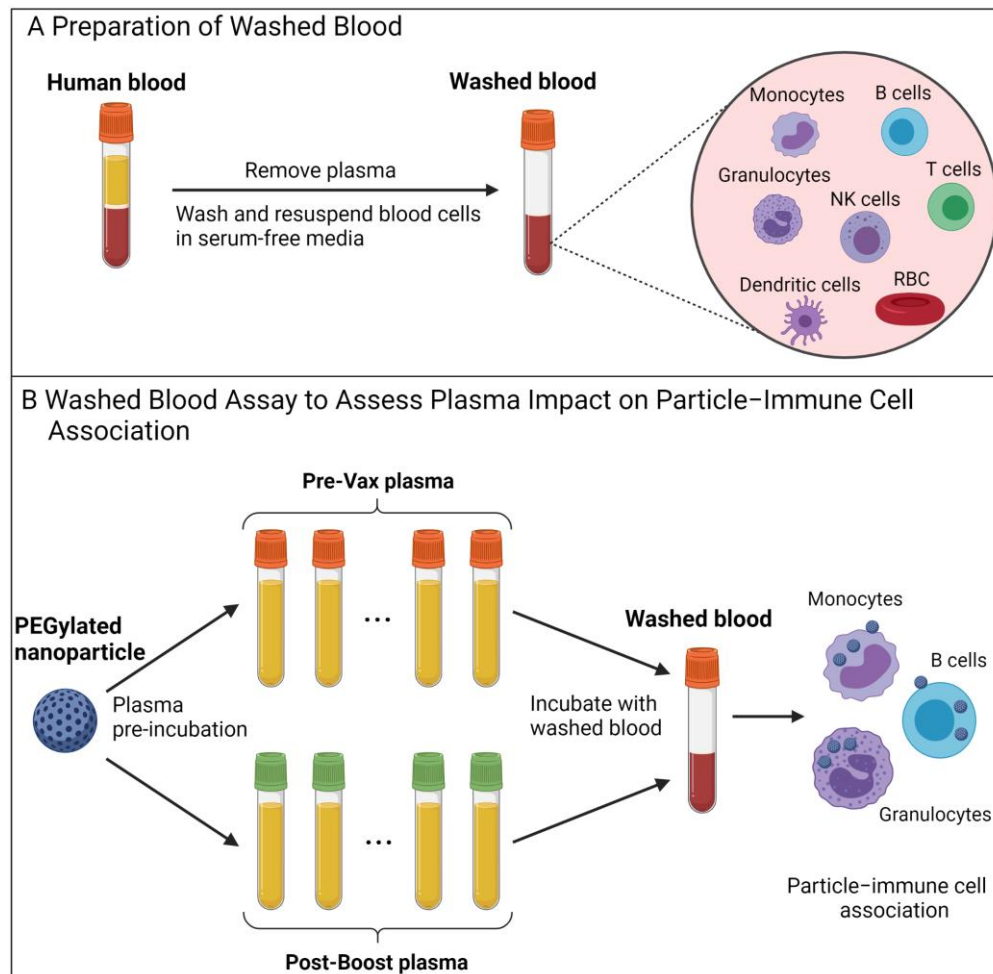 A Preparation of Washed Blood
Human blood
Remove plasma
Wash and resuspend blood cells
in serum-free media
Washed blood
Monocytes
B cells
Granulocytes
T cells
NK cells
Dendritic cells
RBC
B Washed Blood Assay to Assess Plasma Impact on Particle−Immune Cell
Association
Pre-Vax plasma
PEGylated
nanoparticle
Plasma
pre-incubation
...
...
Post-Boost plasma
Incubate with
washed blood
Washed blood
Monocytes
B cells
Granulocytes
Particle−immune cell
association